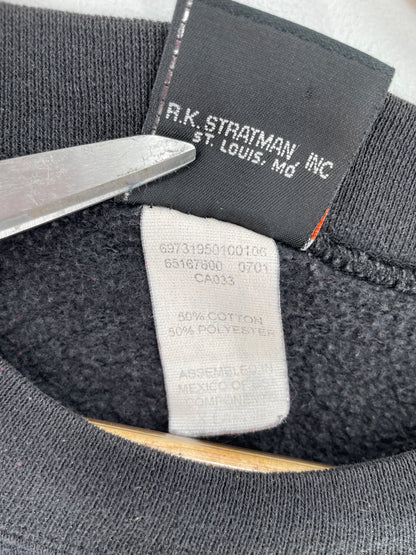 R.K. STRATMAN, INC
ST. LOUIS, MO
69731950100106
65167800 0701
CA033
50% COTTON
50% POLYESTER
ASSEMBLED IN
MEXICO OF US
COMPONENTS